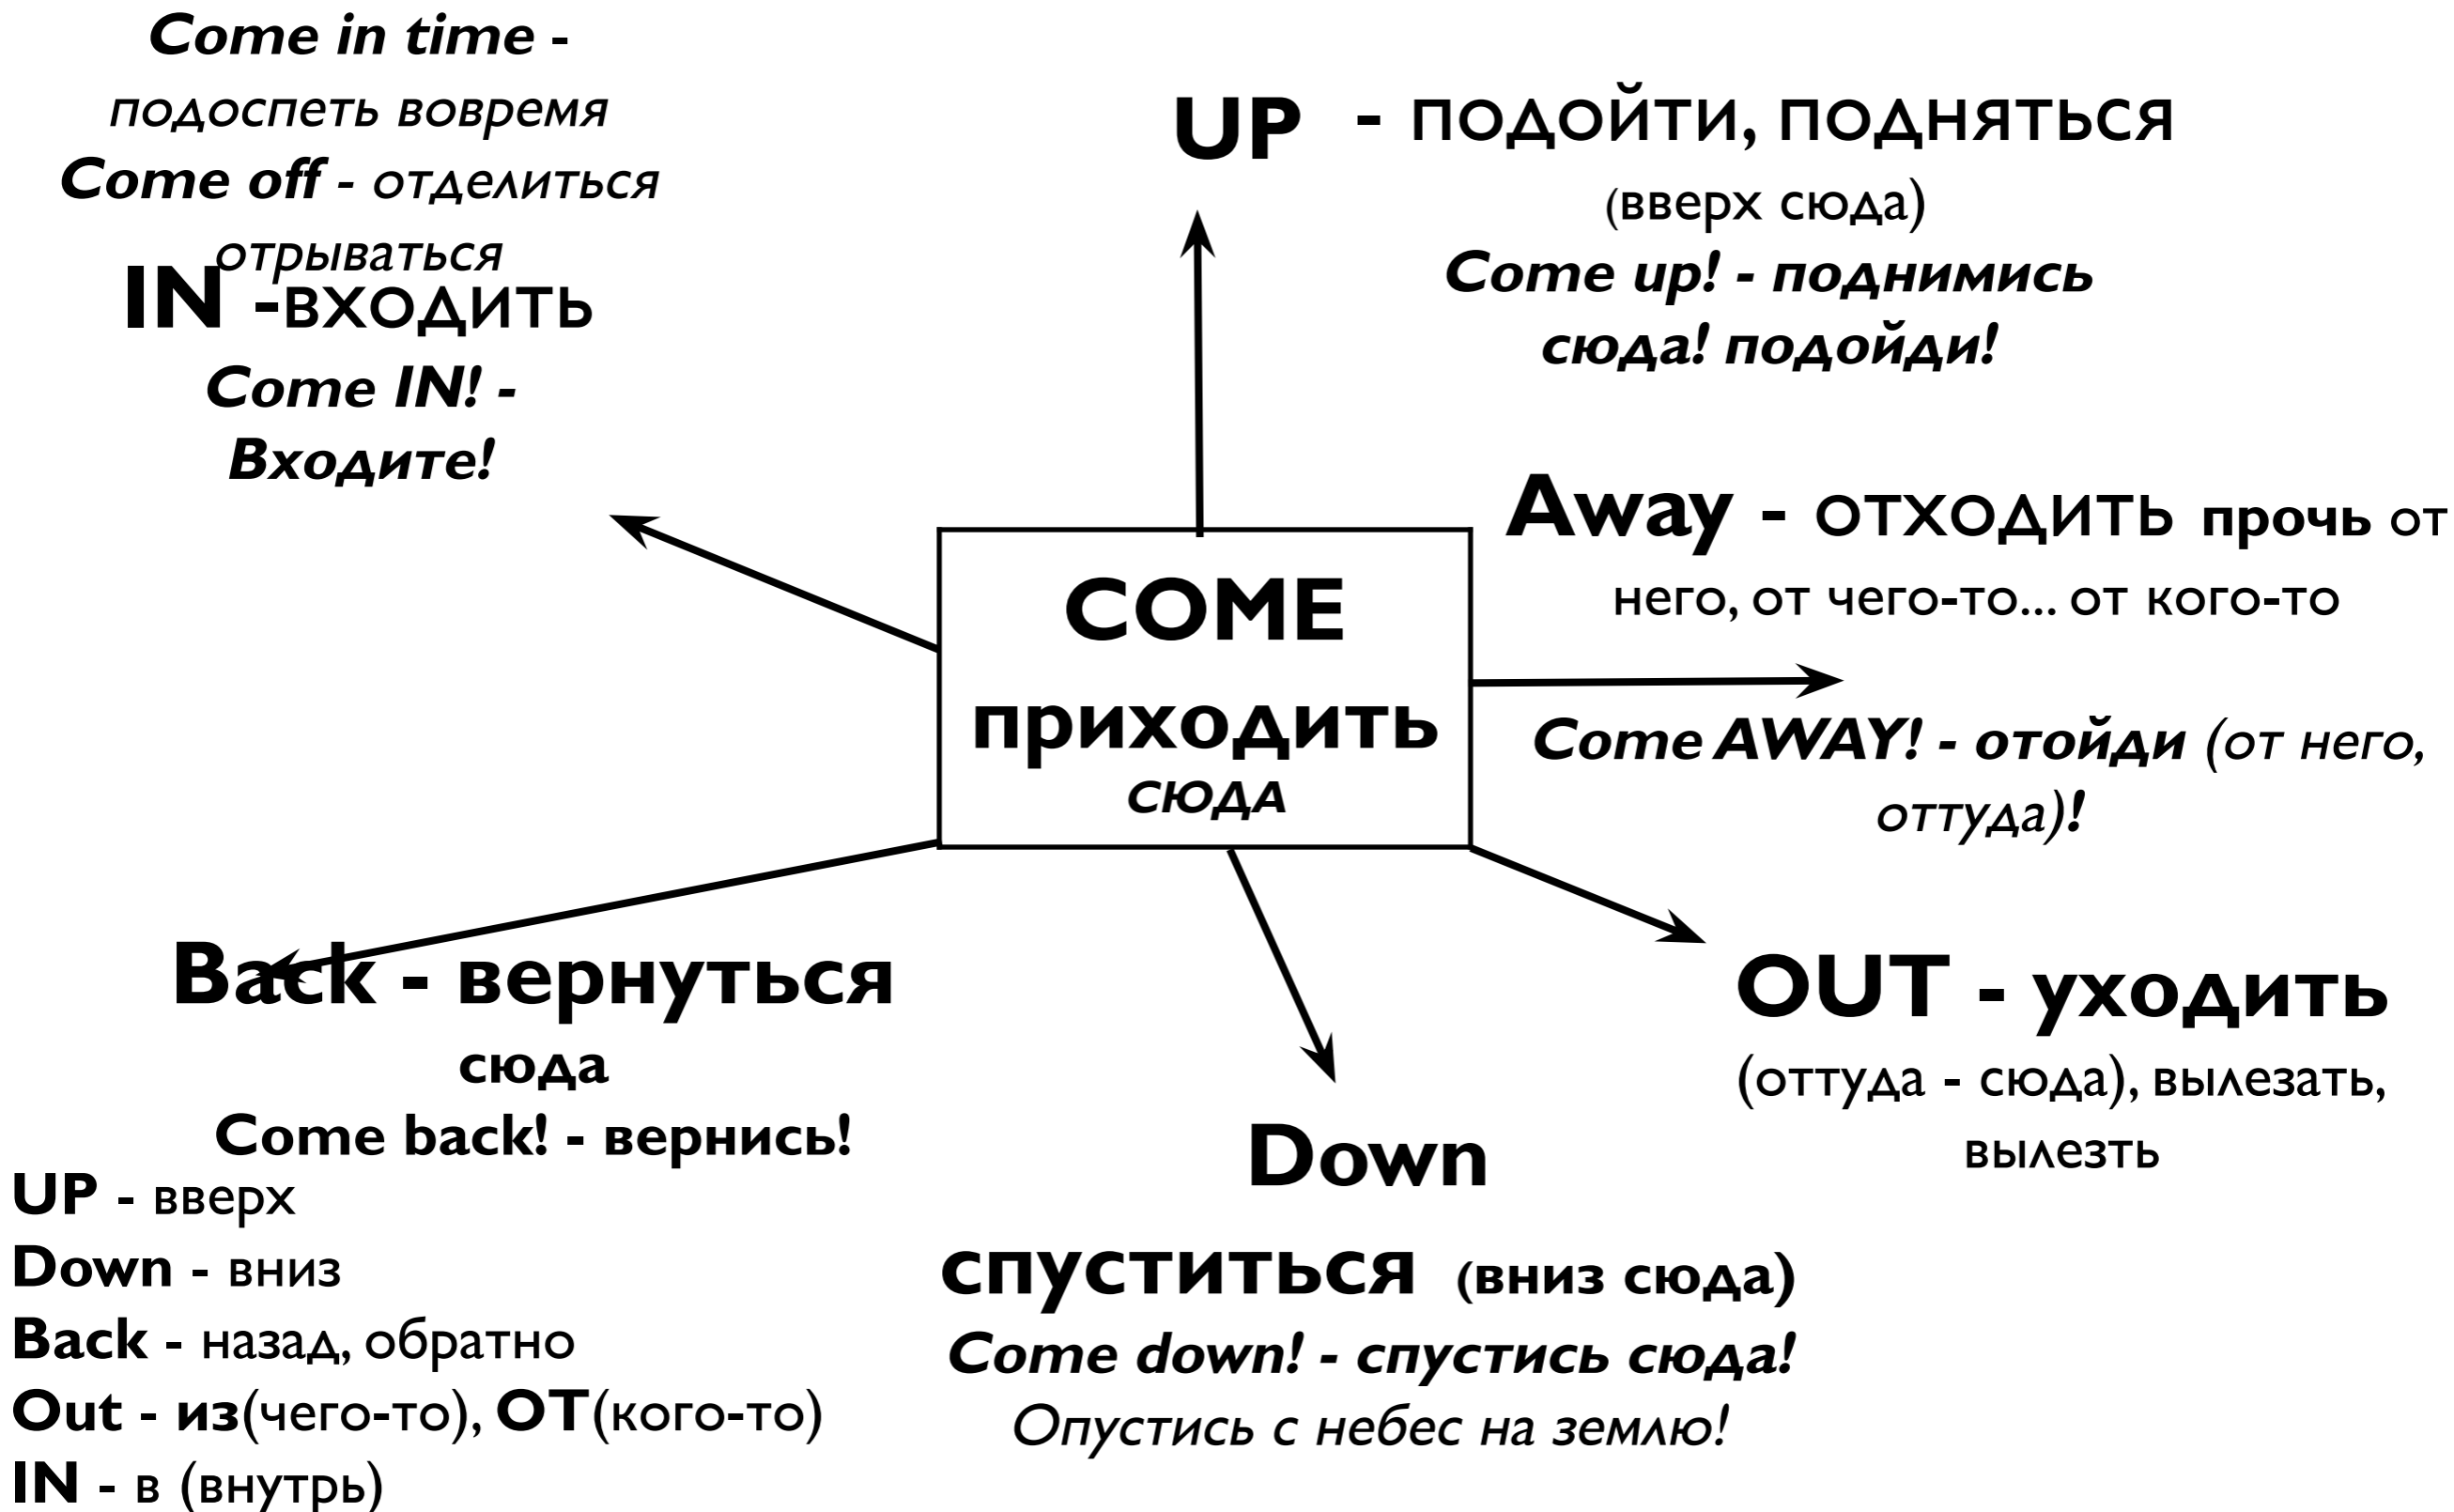 Come in time -
подоспеть вовремя
Come off - отделиться
отрываться
IN -входить
Come IN! -
Входите!
UP - подойти, подняться
(вверх сюда)
Come up! - поднимись
сюда! подойди!
Away - отходить прочь от
него, от чего-то... от кого-то
Come AWAY! - отойди (от него,
оттуда)!
COME
приходить
сюда
Back - вернуться
сюда
Come back! - вернись!
OUT - уходить
(оттуда - сюда), вылезать,
вылезть
Down
спуститься (вниз сюда)
Come down! - спустись сюда!
Опустись с небес на землю!
UP - вверх
Down - вниз
Back - назад, обратно
Out - из(чего-то), ОТ(кого-то)
IN - в (внутрь)